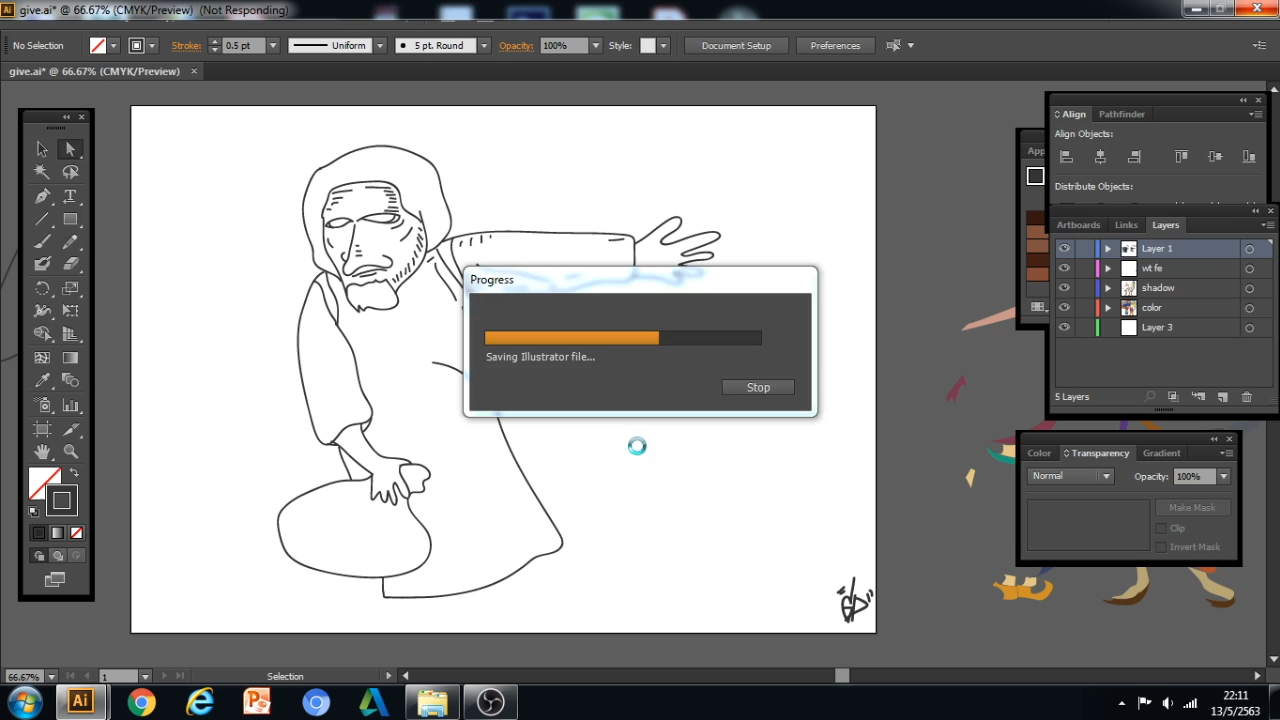 Ai give.ai* @ 66.67% (CMYK/Preview) (Not Responding)
No Selection Stroke: 0.5 pt Uniform 5 pt. Round Opacity: 100% Style: Document Setup Preferences
give.ai* @ 66.67% (CMYK/Preview) ×
Align Pathfinder
Align Objects:
App
Distribute Objects:
Artboards Links Layers
Layer 1
wt fe
shadow
color
Layer 3
5 Layers
Progress
Saving Illustrator file...
Stop
Color Transparency Gradient
Normal Opacity: 100%
Make Mask
Clip
Invert Mask
66.67% 1 Selection
Ai
22:11
13/5/2563